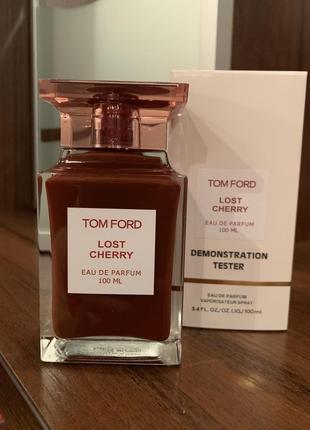 TOM FORD
LOST
CHERRY
EAU DE PARFUM
100 ML
TOM FORD
LOST
CHERRY
EAU DE PARFUM
100 ML
DEMONSTRATION
TESTER
EAU DE PARFUM
VAPORISATEUR SPRAY
3.4 FL. OZ/OZ.LIQ/100ml